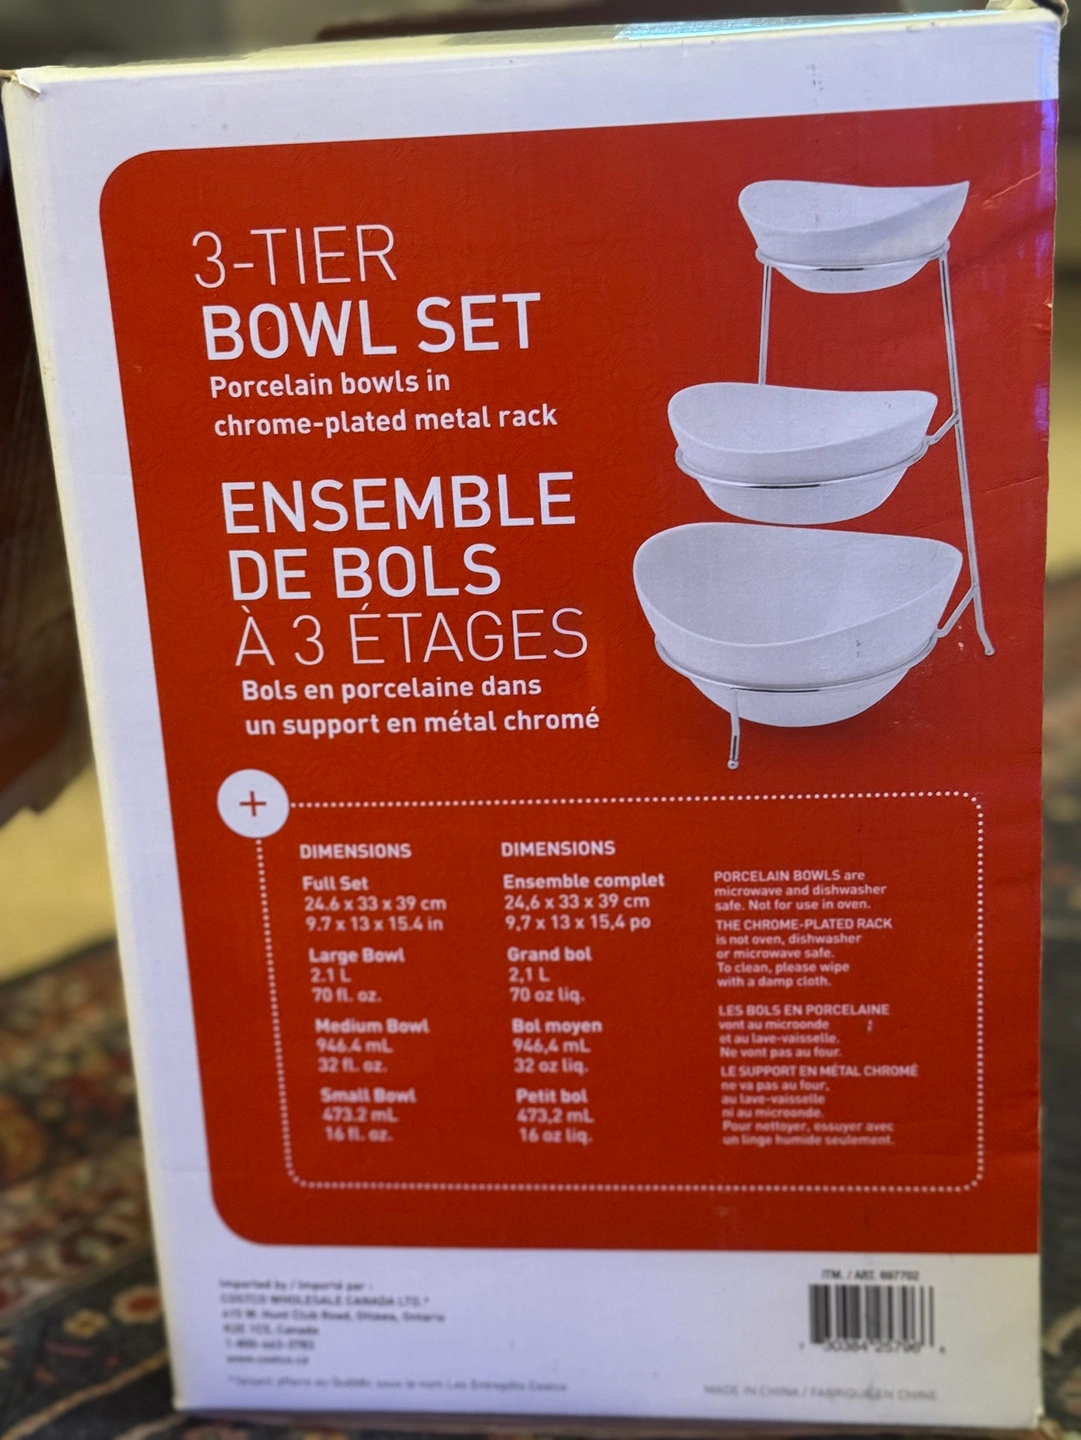 3-TIER
BOWL SET
Porcelain bowls in
chrome-plated metal rack
ENSEMBLE
DE BOLS
À 3 ÉTAGES
Bols en porcelaine dans
un support en métal chromé
+
DIMENSIONS
Full Set
24.6 x 33 x 39 cm
9.7 x 13 x 15.4 in
Large Bowl
2.1 L
70 fl. oz.
Medium Bowl
946.4 mL
32 fl. oz.
Small Bowl
473.2 mL
16 fl. oz.
DIMENSIONS
Ensemble complet
24,6 x 33 x 39 cm
9,7 x 13 x 15,4 po
Grand bol
2,1 L
70 oz liq.
Bol moyen
946,4 mL
32 oz liq.
Petit bol
473,2 mL
16 oz liq.
PORCELAIN BOWLS are
microwave and dishwasher
safe. Not for use in oven.
THE CHROME-PLATED RACK
is not oven, dishwasher
or microwave safe.
To clean, please wipe
with a damp cloth.
LES BOLS EN PORCELAINE
vont au microonde
et au lave-vaisselle.
Ne vont pas au four.
LE SUPPORT EN MÉTAL CHROMÉ
ne va pas au four,
au lave-vaisselle
ni au microonde.
Pour nettoyer, essuyer avec
un linge humide seulement.
Imported by / Importé par :
COSTCO WHOLESALE CANADA LTD.*
415 W. Hunt Club Road, Ottawa, Ontario
K2E 1C5, Canada
www.costco.ca
ITM. / ART. 697702
MADE IN CHINA / FABRIQUÉ EN CHINE